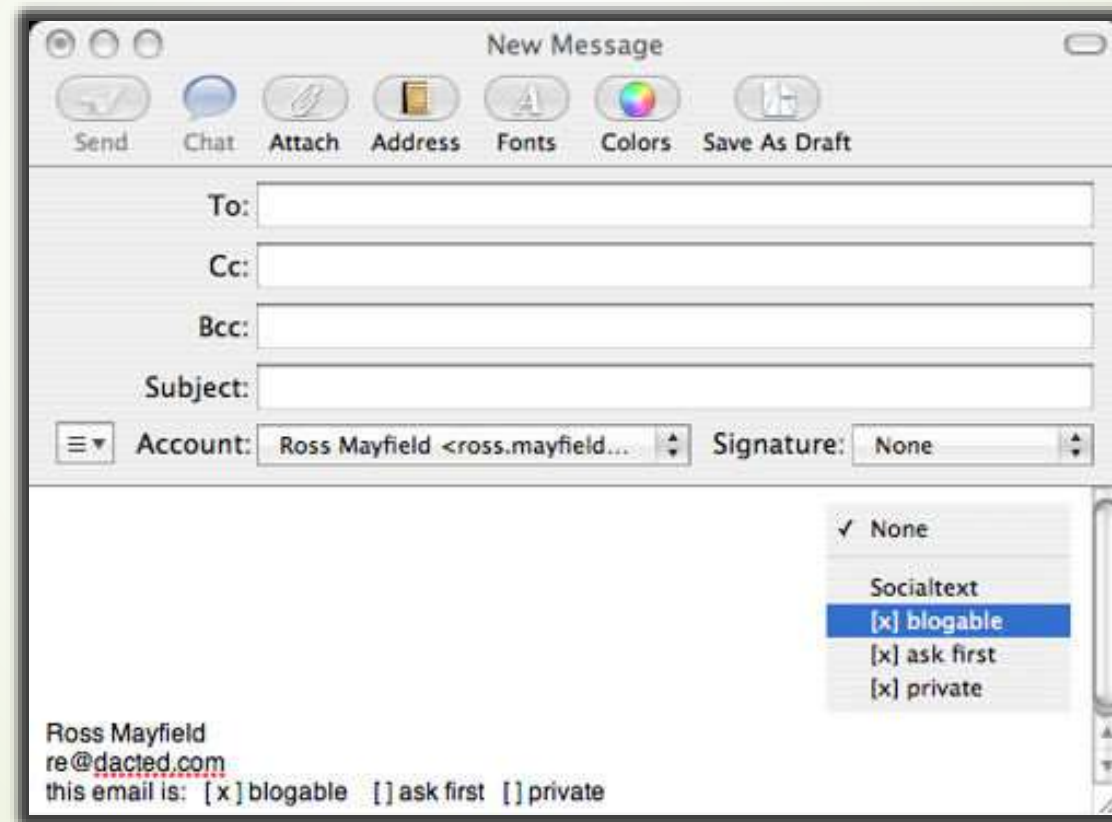 New Message
Send Chat Attach Address Fonts Colors Save As Draft
To:
Cc:
Bcc:
Subject:
Account: Ross Mayfield <ross.mayfield... Signature: None
✓ None
Socialtext
[x] blogable
[x] ask first
[x] private
Ross Mayfield
re@dacted.com
this email is: [ x ] blogable [ ] ask first [ ] private